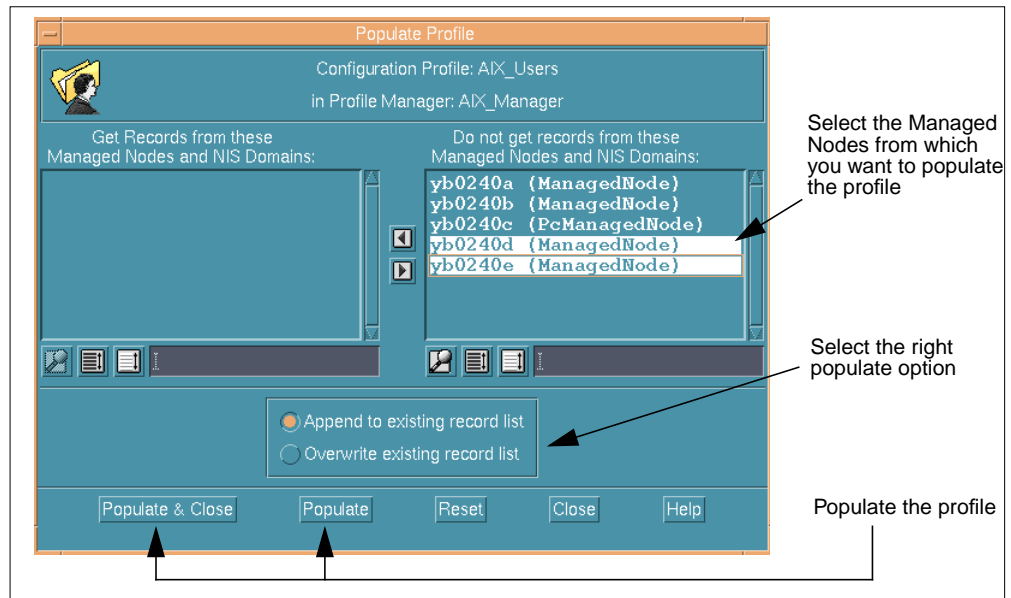 Populate Profile
Configuration Profile: AIX_Users
in Profile Manager: AIX_Manager
Get Records from these
Managed Nodes and NIS Domains:
Do not get records from these
Managed Nodes and NIS Domains:
yb0240a (ManagedNode)
yb0240b (ManagedNode)
yb0240c (PcManagedNode)
yb0240d (ManagedNode)
yb0240e (ManagedNode)
Select the Managed
Nodes from which
you want to populate
the profile
Select the right
populate option
Append to existing record list
Overwrite existing record list
Populate & Close
Populate
Reset
Close
Help
Populate the profile